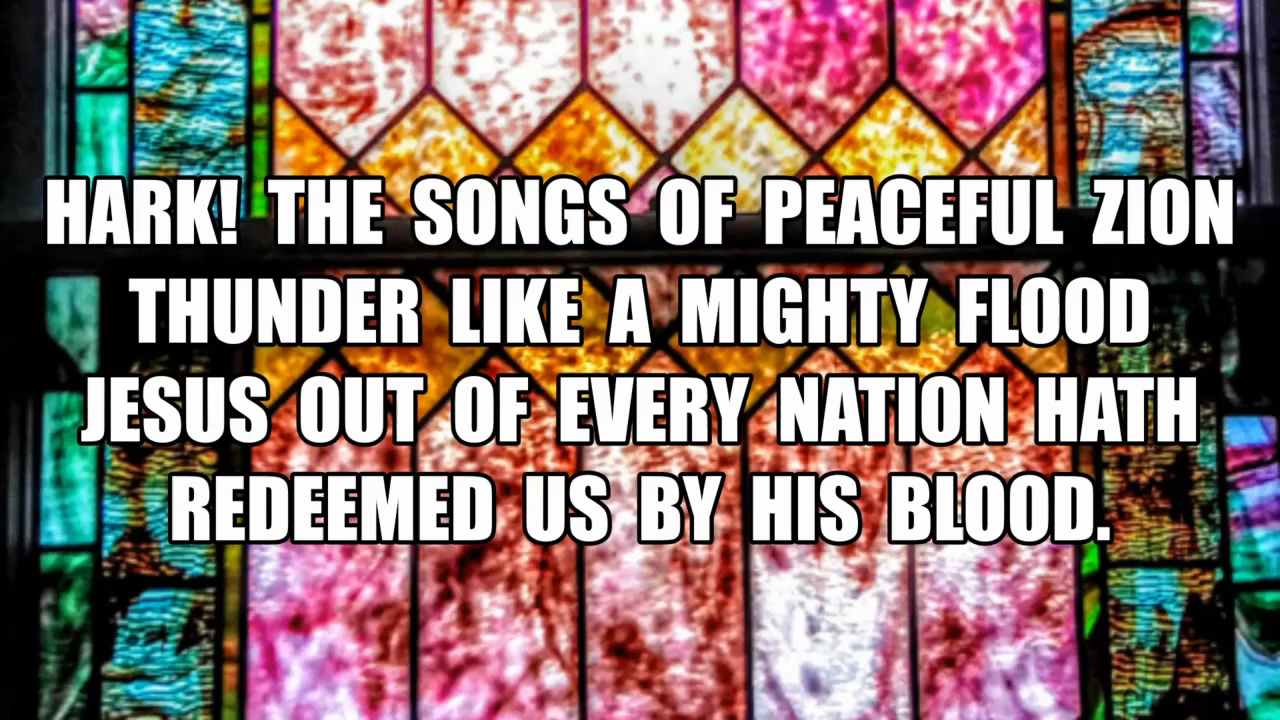 HARK! THE SONGS OF PEACEFUL ZION
THUNDER LIKE A MIGHTY FLOOD
JESUS OUT OF EVERY NATION HATH
REDEEMED US BY HIS BLOOD.